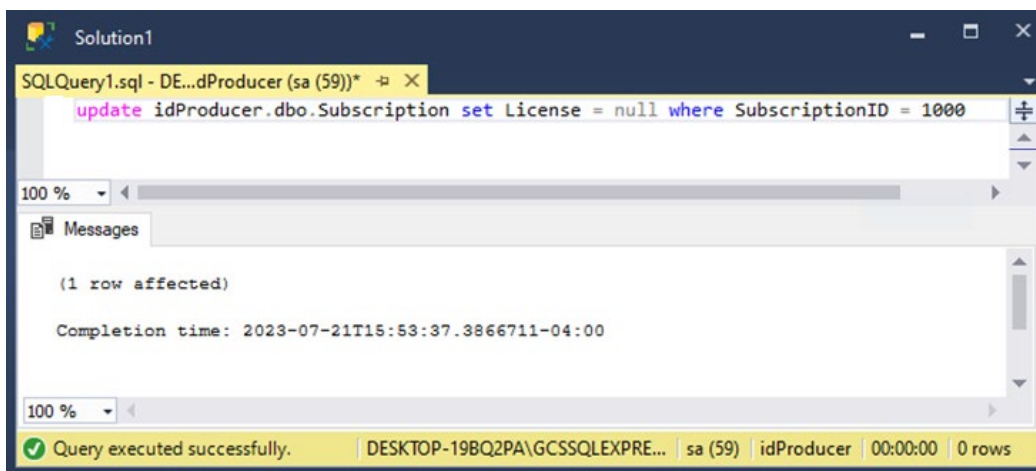 Solution1
SQLQuery1.sql - DE...dProducer (sa (59))*
update idProducer.dbo.Subscription set License = null where SubscriptionID = 1000
100 %
Messages
(1 row affected)
Completion time: 2023-07-21T15:53:37.3866711-04:00
100 %
Query executed successfully. DESKTOP-19BQ2PA\GCSSQLEXPRE... sa (59) idProducer 00:00:00 0 rows